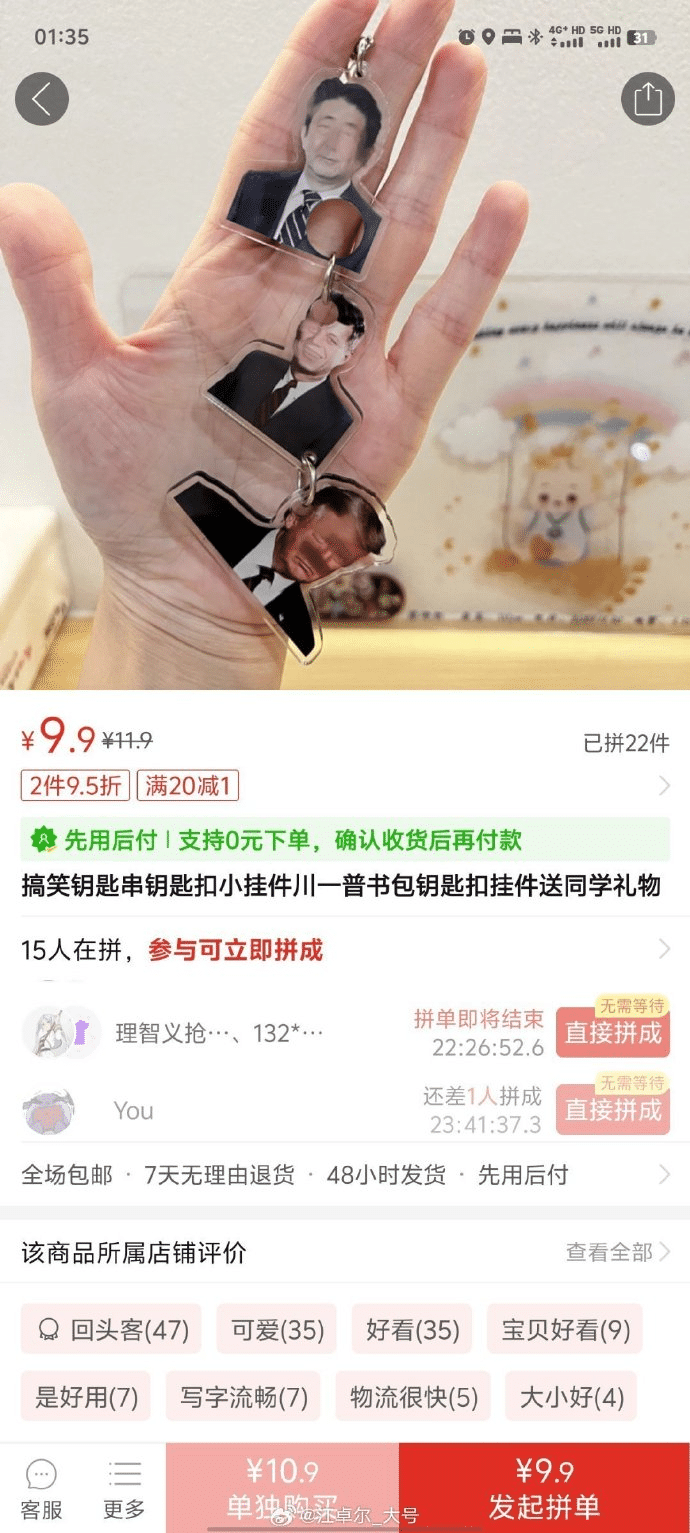 01:35
4G+ HD 5G HD
31
¥9.9 ¥11.9
已拼22件
2件9.5折 满20减1
先用后付 | 支持0元下单，确认收货后再付款
搞笑钥匙串钥匙扣小挂件川一普书包钥匙扣挂件送同学礼物
15人在拼，参与可立即拼成
理智义抢…、132*…
拼单即将结束
22:26:52.6
无需等待
直接拼成
You
还差1人拼成
23:41:37.3
无需等待
直接拼成
全场包邮 · 7天无理由退货 · 48小时发货 · 先用后付
该商品所属店铺评价
查看全部
回头客(47) 可爱(35) 好看(35) 宝贝好看(9)
是好用(7) 写字流畅(7) 物流很快(5) 大小好(4)
客服
更多
¥10.9
单独购买
¥9.9
发起拼单
@江卓尔_大号